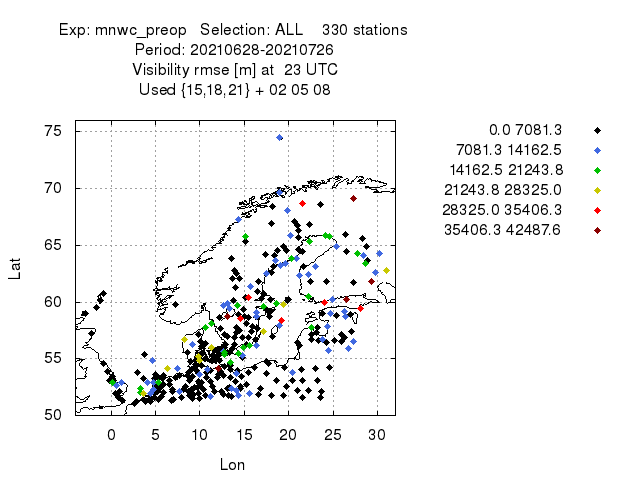 Exp: mnwc_preop Selection: ALL 330 stations
Period: 20210628-20210726
Visibility rmse [m] at 23 UTC
Used {15,18,21} + 02 05 08
0.0 7081.3
7081.3 14162.5
14162.5 21243.8
21243.8 28325.0
28325.0 35406.3
35406.3 42487.6
75
70
65
60
55
50
Lat
0 5 10 15 20 25 30
Lon